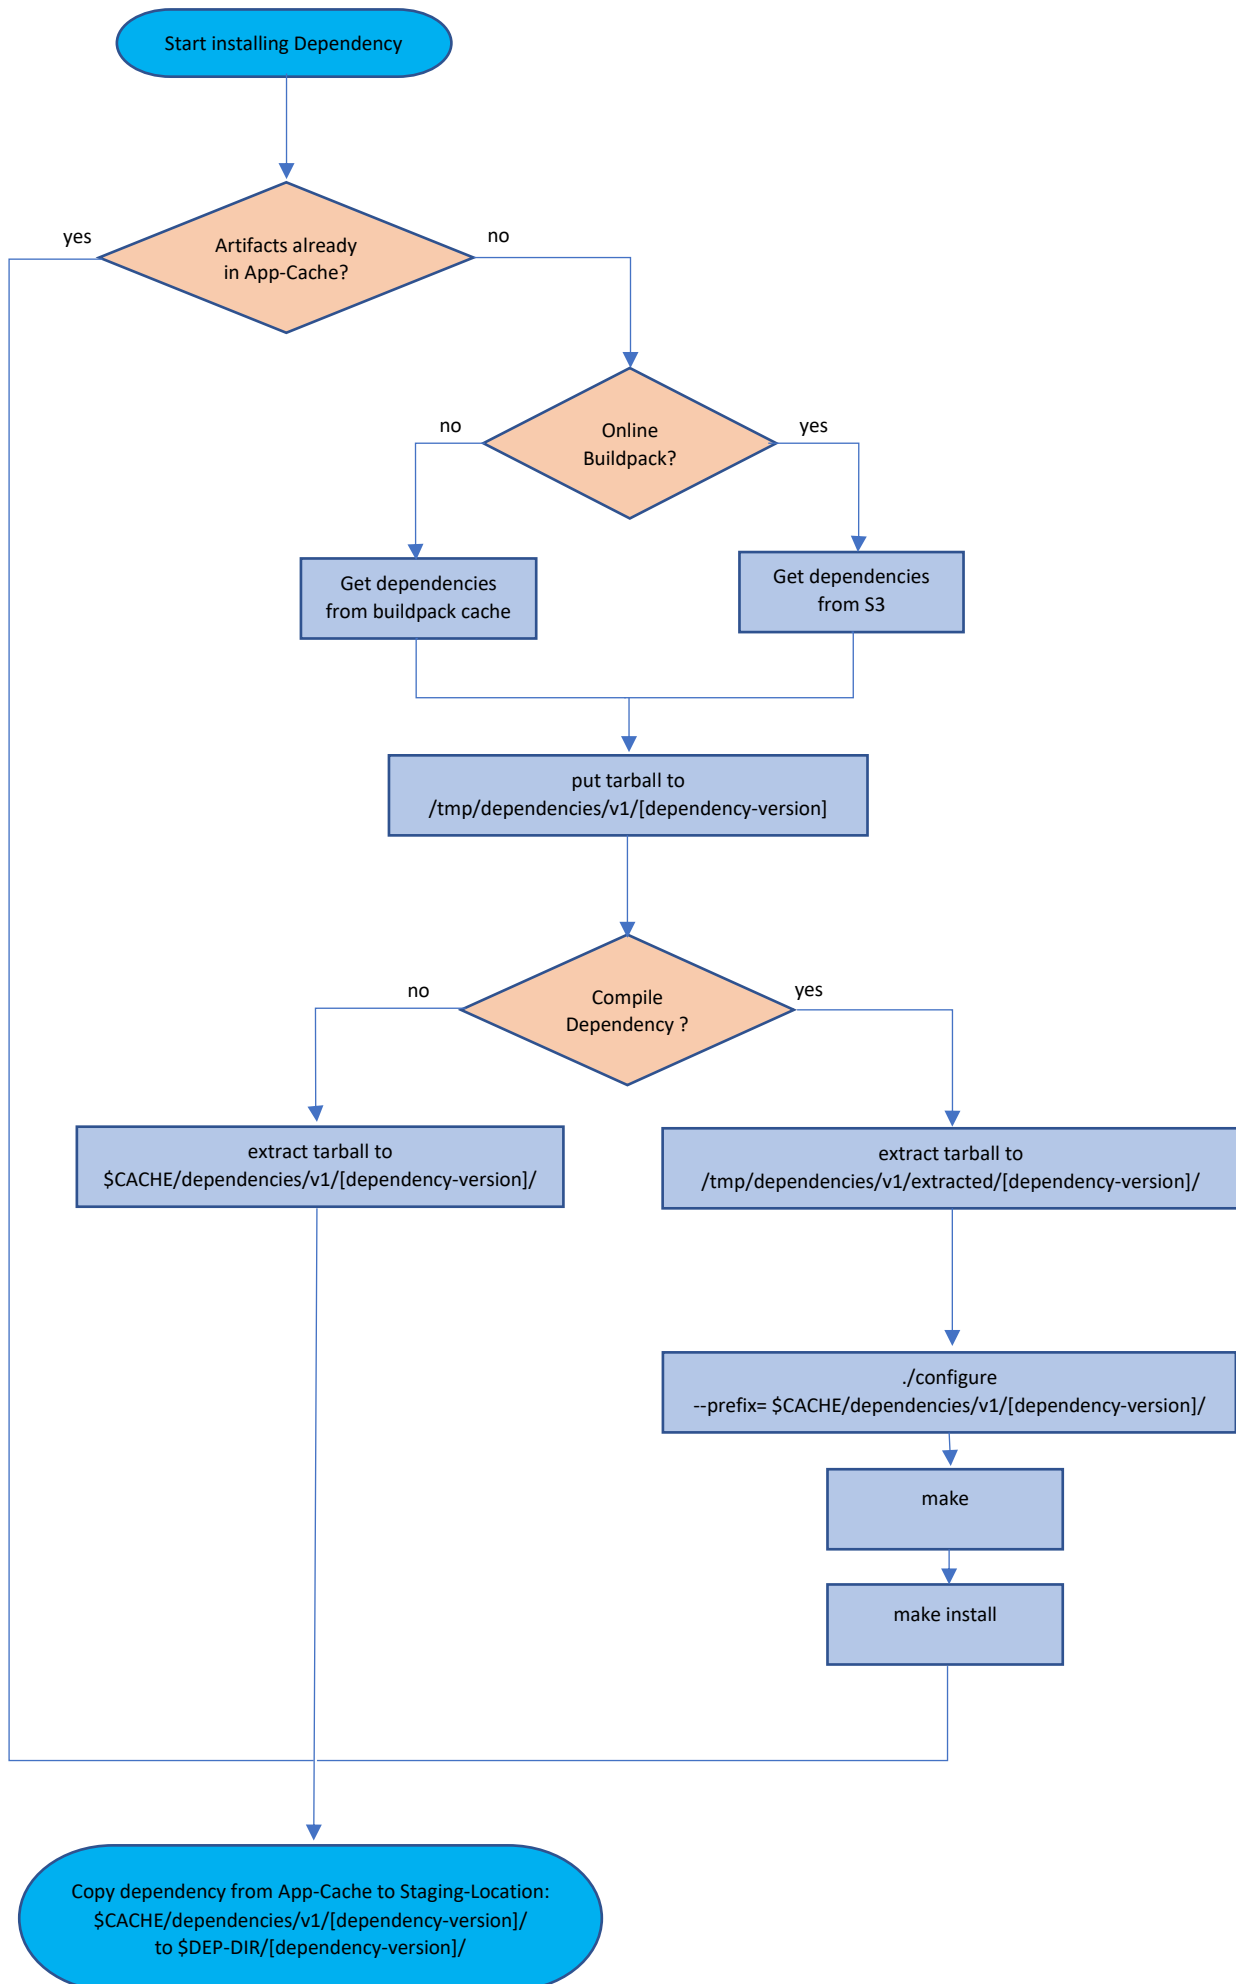 Start installing Dependency
yes
no
Artifacts already
in App-Cache?
no
yes
Online
Buildpack?
Get dependencies
from buildpack cache
Get dependencies
from S3
put tarball to
/tmp/dependencies/v1/[dependency-version]
no
yes
Compile
Dependency ?
extract tarball to
$CACHE/dependencies/v1/[dependency-version]/
extract tarball to
/tmp/dependencies/v1/extracted/[dependency-version]/
./configure
--prefix= $CACHE/dependencies/v1/[dependency-version]/
make
make install
Copy dependency from App-Cache to Staging-Location:
$CACHE/dependencies/v1/[dependency-version]/
to $DEP-DIR/[dependency-version]/